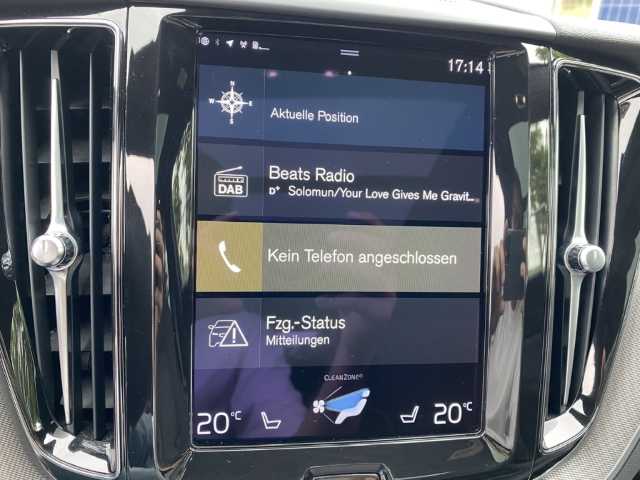 17:14
N
W E
S
Aktuelle Position
Beats Radio
DAB
D+ Solomun/Your Love Gives Me Gravit...
Kein Telefon angeschlossen
Fzg.-Status
Mitteilungen
CLEANZONE®
20°C
20°C